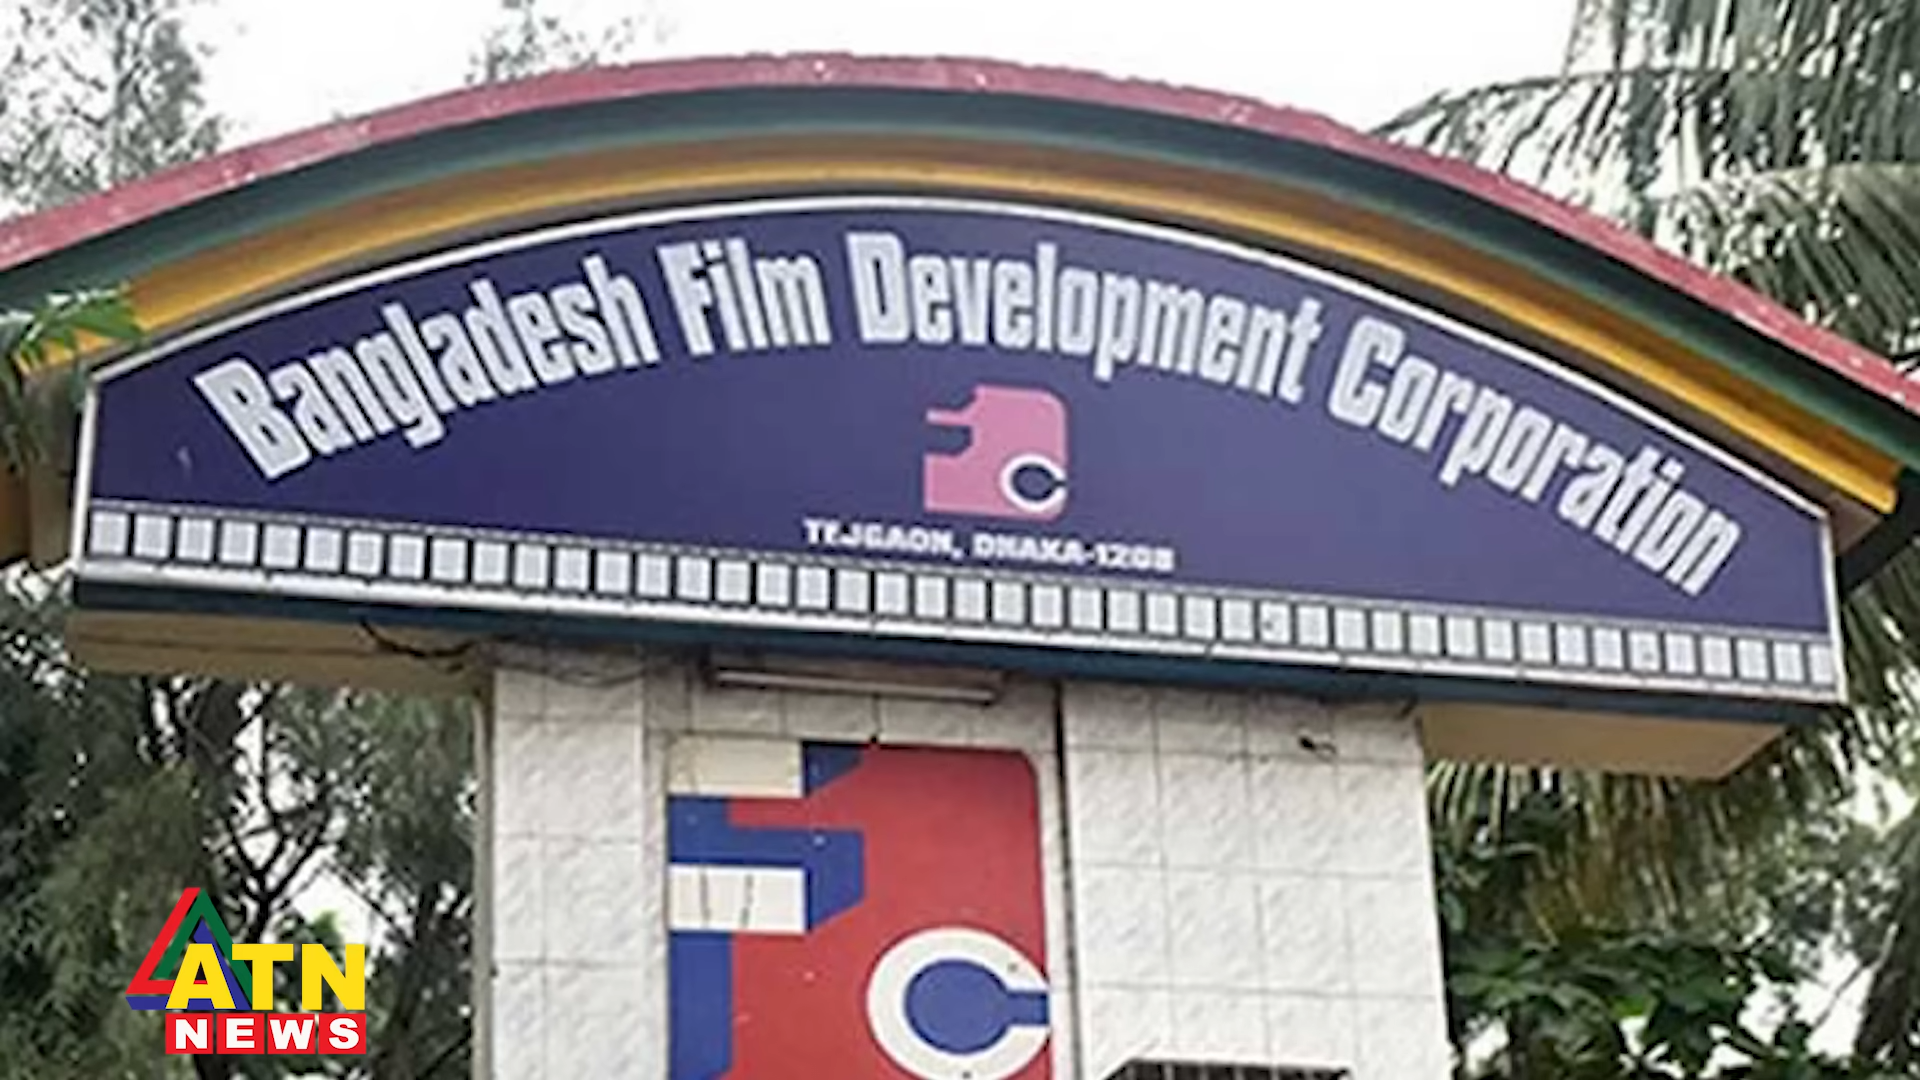 Bangladesh Film Development Corporation
TEJGAON, DHAKA-1208
ATN
NEWS